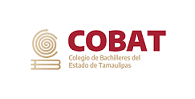 COBAT
Colegio de Bachilleres del
Estado de Tamaulipas